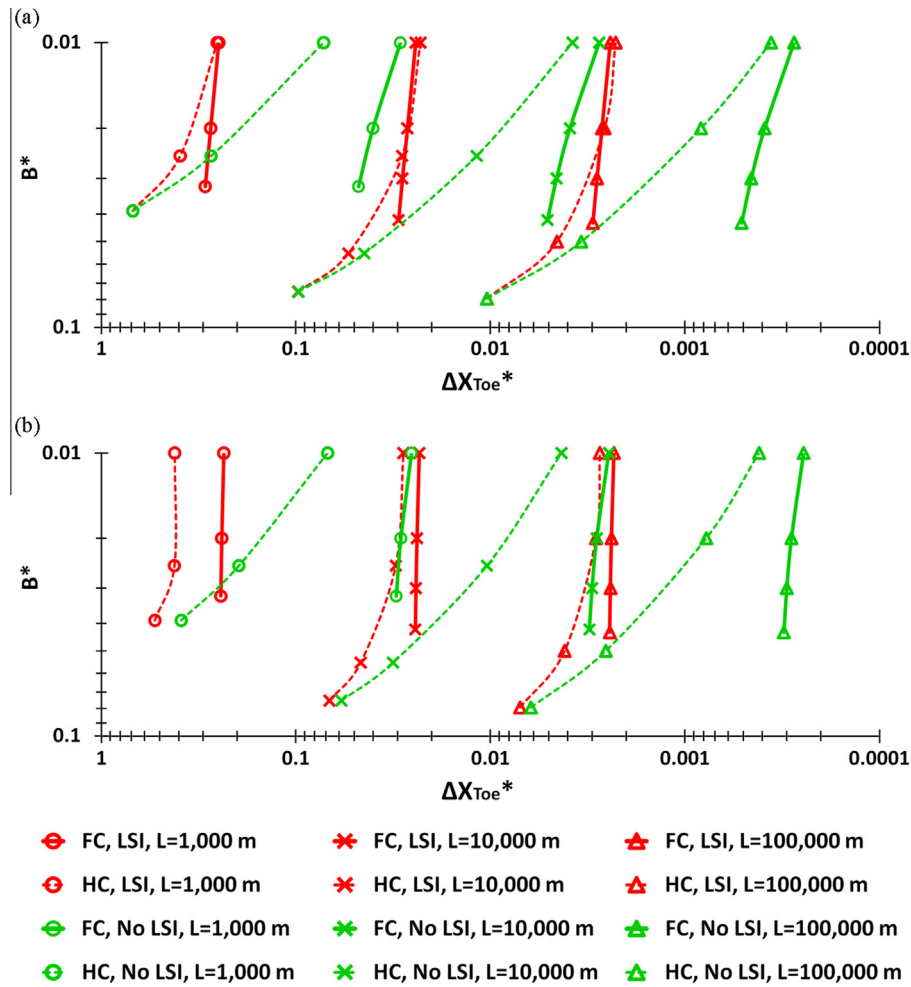 (a)
0.01
B*
0.1
1 0.1 0.01 0.001 0.0001
ΔXToe*
(b)
0.01
B*
0.1
1 0.1 0.01 0.001 0.0001
ΔXToe*
FC, LSI, L=1,000 m FC, LSI, L=10,000 m FC, LSI, L=100,000 m
HC, LSI, L=1,000 m HC, LSI, L=10,000 m HC, LSI, L=100,000 m
FC, No LSI, L=1,000 m FC, No LSI, L=10,000 m FC, No LSI, L=100,000 m
HC, No LSI, L=1,000 m HC, No LSI, L=10,000 m HC, No LSI, L=100,000 m